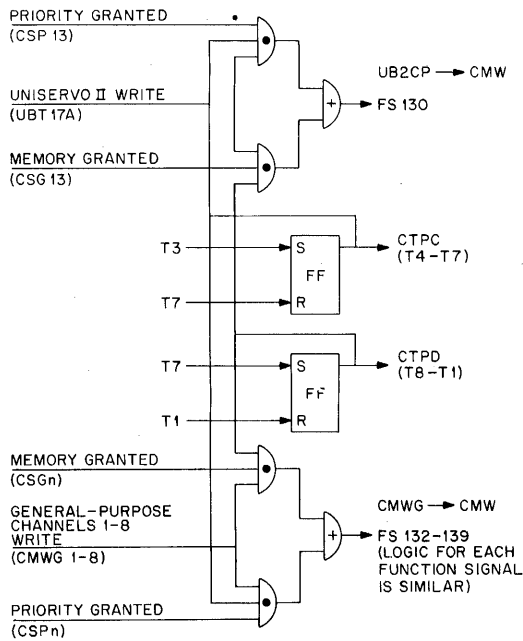 PRIORITY GRANTED
(CSP 13)
UB2CP → CMW
UNISERVO II WRITE
(UBT 17A)
+
FS 130
MEMORY GRANTED
(CSG 13)
T3
S
CTPC
(T4-T7)
FF
T7
R
T7
S
CTPD
(T8-T1)
FF
T1
R
MEMORY GRANTED
(CSGn)
GENERAL-PURPOSE
CHANNELS 1-8
WRITE
(CMWG 1-8)
CMWG → CMW
+
FS 132-139
(LOGIC FOR EACH
FUNCTION SIGNAL
IS SIMILAR)
PRIORITY GRANTED
(CSPn)